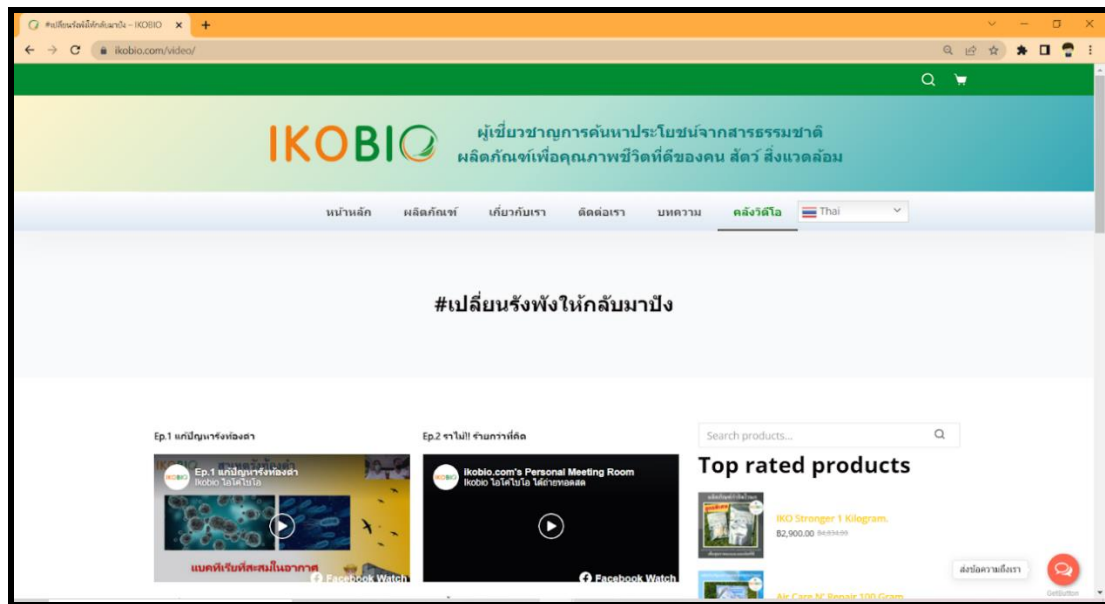 #เปลี่ยนรังพังให้กลับมาปัง – IKOBIO
ikobio.com/video/
IKOBIO
ผู้เชี่ยวชาญการค้นหาประโยชน์จากสารธรรมชาติ
ผลิตภัณฑ์เพื่อคุณภาพชีวิตที่ดีของคน สัตว์ สิ่งแวดล้อม
หน้าหลัก ผลิตภัณฑ์ เกี่ยวกับเรา ติดต่อเรา บทความ คลังวิดีโอ Thai
#เปลี่ยนรังพังให้กลับมาปัง
Ep.1 แก้ปัญหารังท้องดำ
Ep.1 แก้ปัญหารังท้องดำ
Ikobio ไอโคไบโอ
แบคทีเรียที่สะสมในอากาศ
Facebook Watch
Ep.2 ราไม้!! ร้ายกว่าที่คิด
ikobio.com's Personal Meeting Room
Ikobio ไอโคไบโอ ได้ถ่ายทอดสด
Facebook Watch
Search products...
Top rated products
IKO Stronger 1 Kilogram.
฿2,900.00
Air Care N' Repair 100 Gram
ส่งข้อความถึงเรา
GetButton